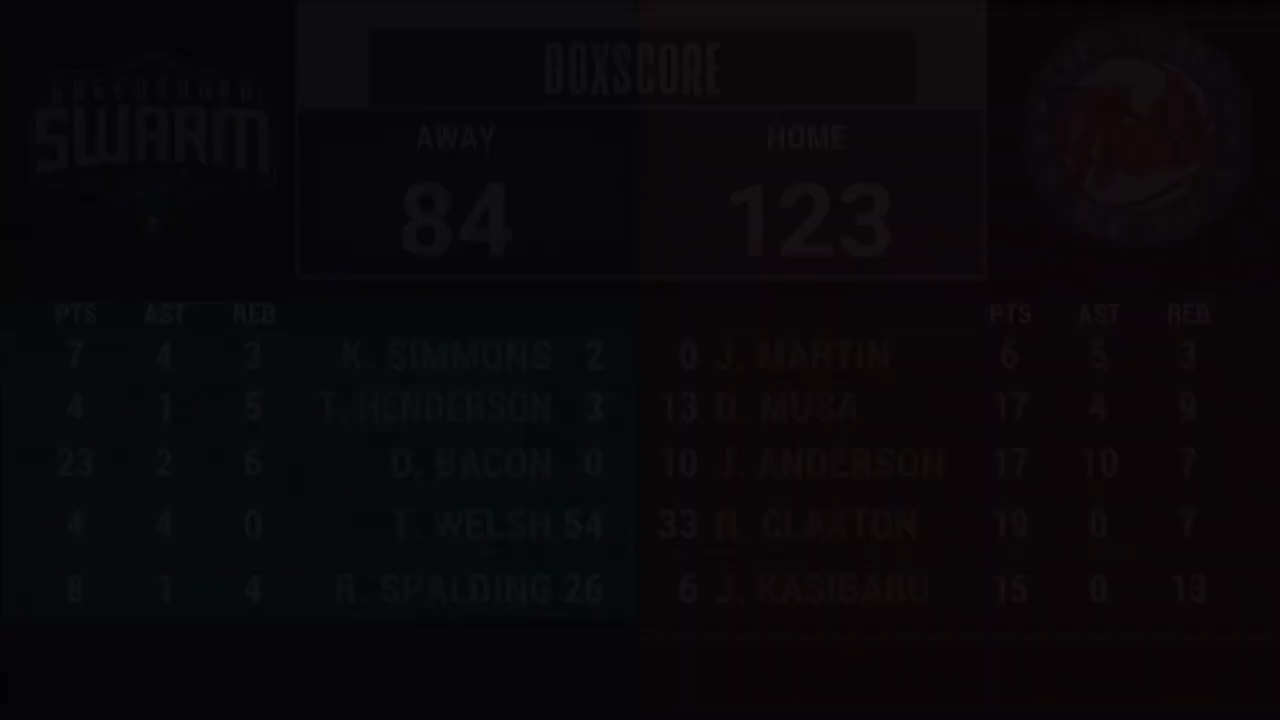 BOXSCORE
GREENSBORO
SWARM
AWAY HOME
84 123
PTS AST REB PTS AST REB
7 4 3 K. SIMMONS 2 0 J. MARTIN 6 5 3
4 1 5 T. HENDERSON 3 13 D. MUSA 17 4 9
23 2 6 D. BACON 0 10 J. ANDERSON 17 10 7
4 4 0 T. WELSH 54 33 N. CLAXTON 19 0 7
8 1 4 R. SPALDING 26 6 J. 15 0 13